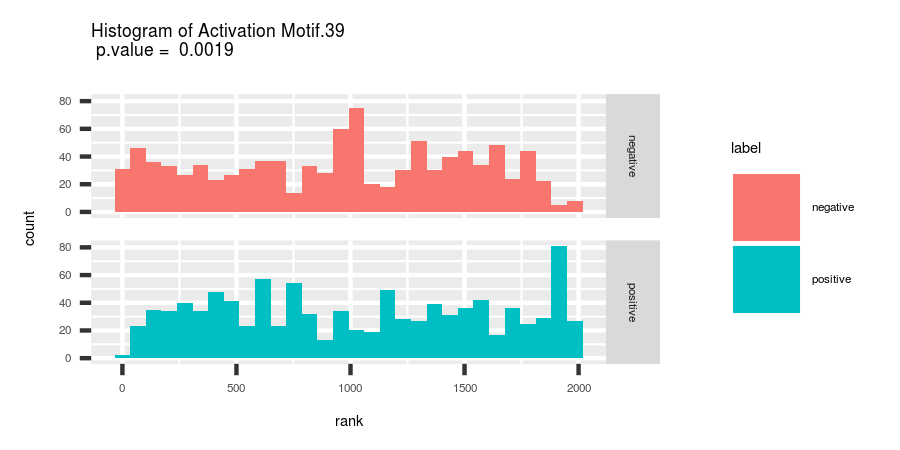 Histogram of Activation Motif.39
p.value =  0.0019
count
80
60
40
20
0
negative
80
60
40
20
0
positive
0 500 1000 1500 2000
rank
label
negative
positive